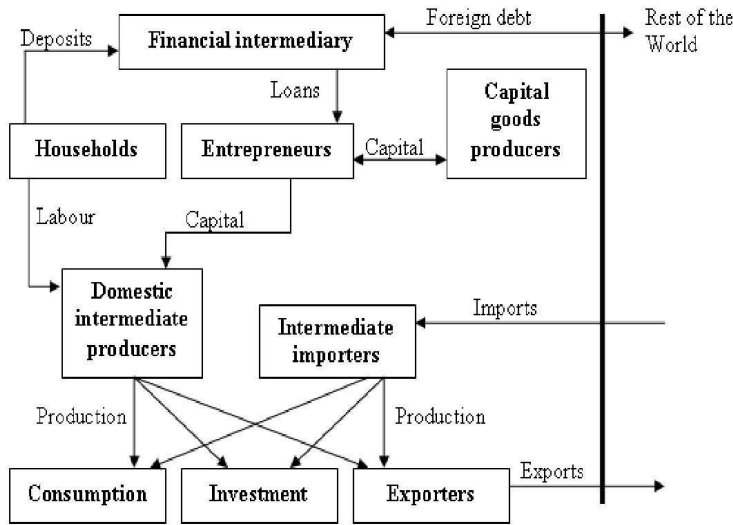 Foreign debt
Rest of the
World
Deposits
Financial intermediary
Loans
Capital
goods
producers
Households
Entrepreneurs
Capital
Labour
Capital
Domestic
intermediate
producers
Intermediate
importers
Imports
Production
Production
Consumption
Investment
Exporters
Exports